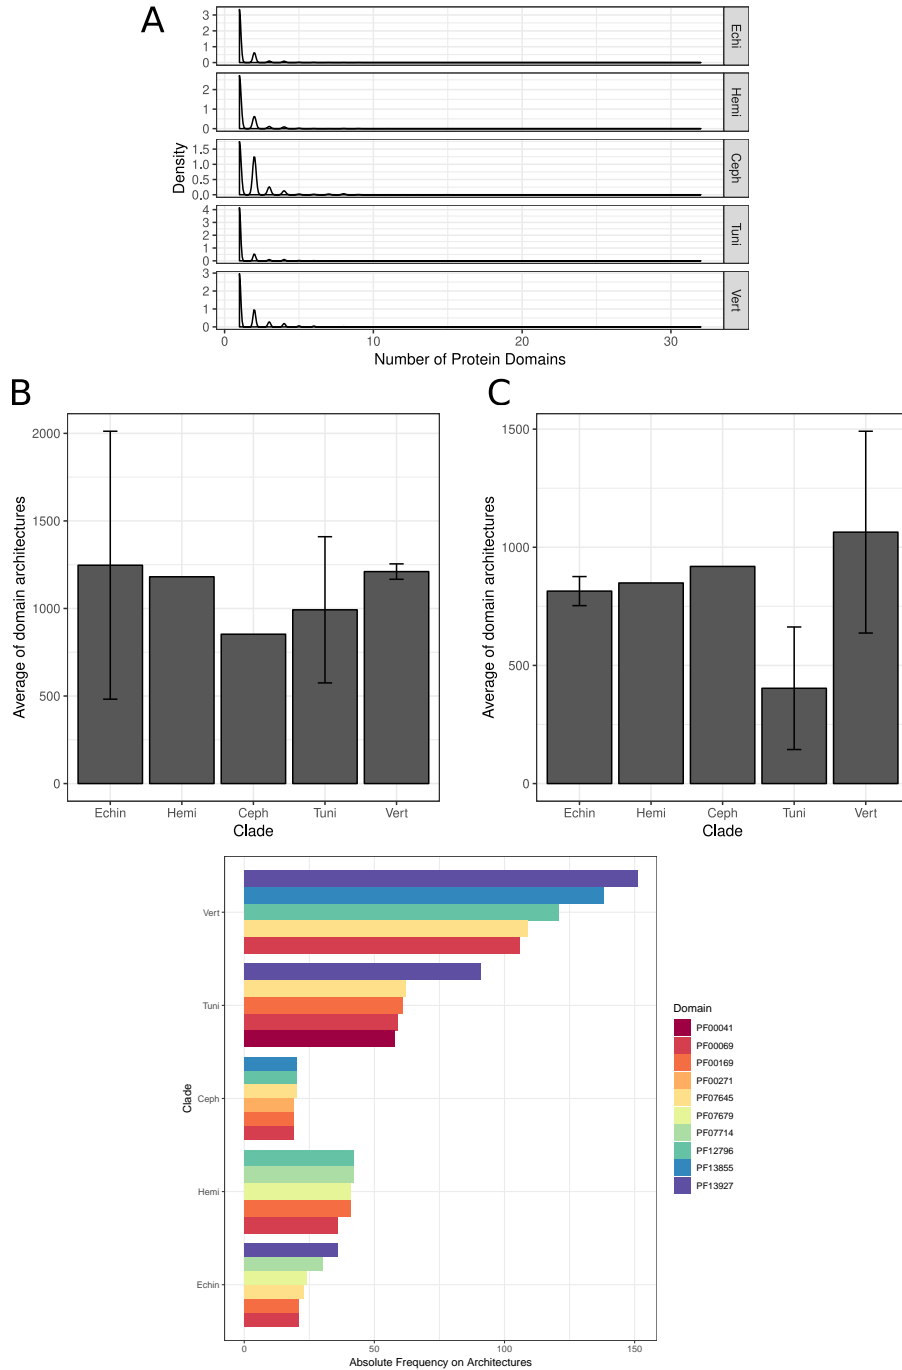 A
3
2
1
0
Echi
2
1
0
Hemi
1.5
1.0
0.5
0.0
Ceph
4
3
2
1
0
Tuni
3
2
1
0
Vert
Density
0 10 20 30
Number of Protein Domains
B
2000
1500
1000
500
0
Average of domain architectures
Echin Hemi Ceph Tuni Vert
Clade
C
1500
1000
500
0
Average of domain architectures
Echin Hemi Ceph Tuni Vert
Clade
Vert
Tuni
Ceph
Hemi
Echin
Clade
0 50 100 150
Absolute Frequency on Architectures
Domain
PF00041
PF00069
PF00169
PF00271
PF07645
PF07679
PF07714
PF12796
PF13855
PF13927